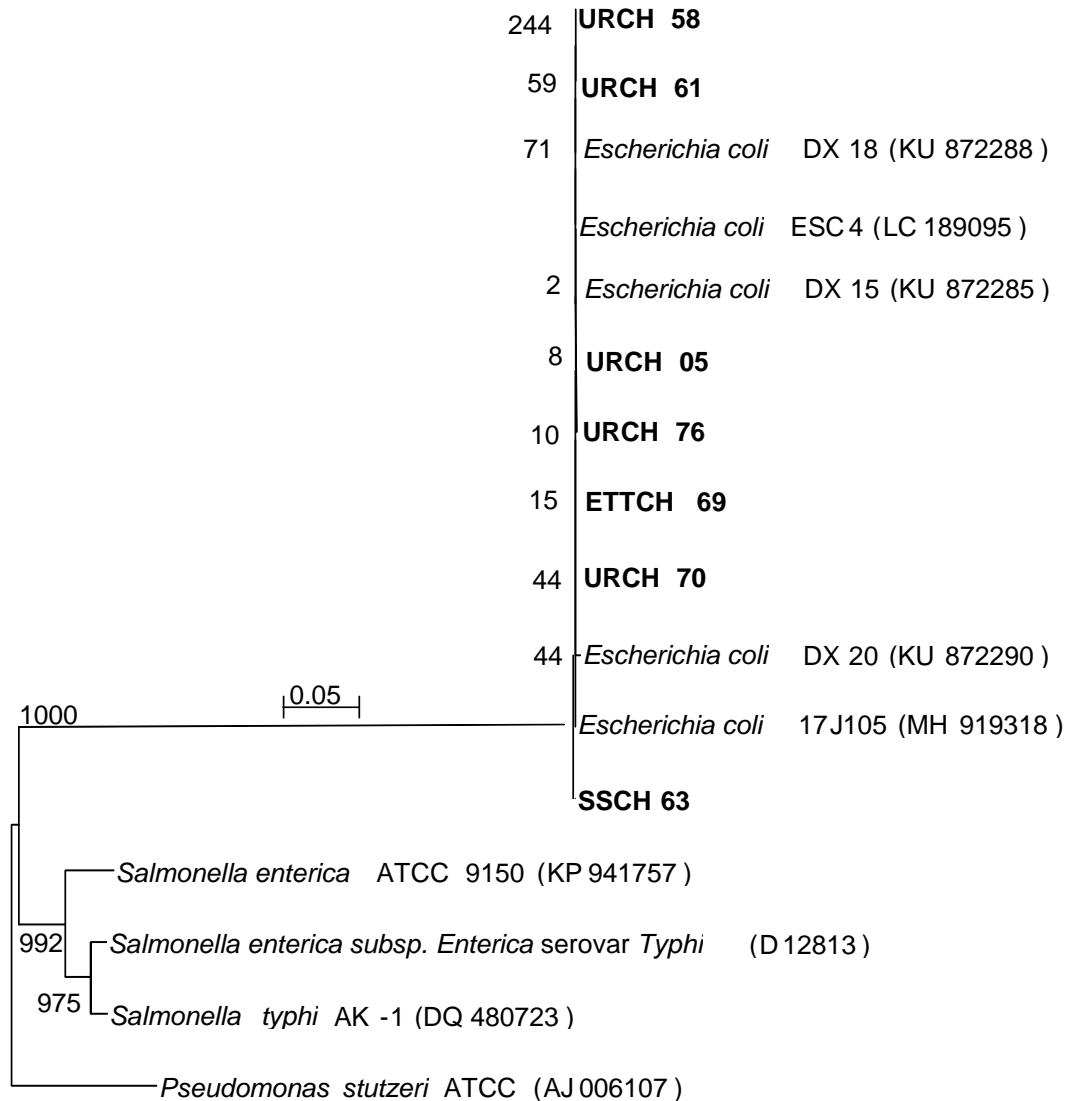 244 URCH 58
59 URCH 61
71 Escherichia coli DX 18 (KU 872288 )
Escherichia coli ESC 4 (LC 189095 )
2 Escherichia coli DX 15 (KU 872285 )
8 URCH 05
10 URCH 76
15 ETTCH 69
44 URCH 70
44 Escherichia coli DX 20 (KU 872290 )
0.05
1000
Escherichia coli 17J105 (MH 919318 )
SSCH 63
Salmonella enterica ATCC 9150 (KP 941757 )
992 Salmonella enterica subsp. Enterica serovar Typhi (D 12813 )
975 Salmonella typhi AK -1 (DQ 480723 )
Pseudomonas stutzeri ATCC (AJ 006107 )